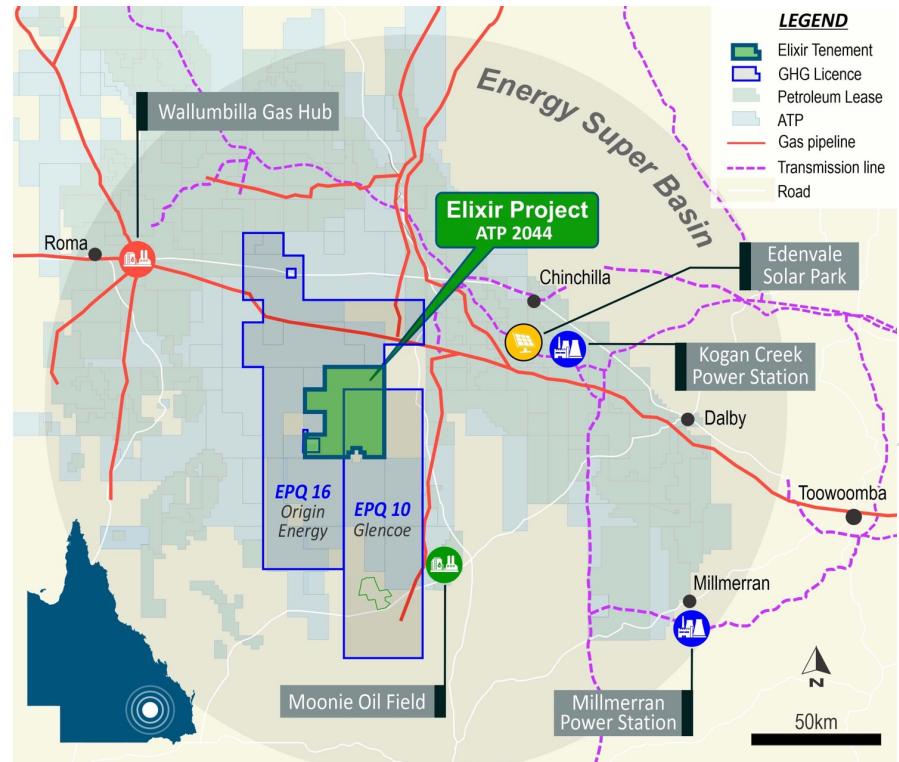 LEGEND
Elixir Tenement
GHG Licence
Petroleum Lease
ATP
Gas pipeline
Transmission line
Road
Energy Super Basin
Wallumbilla Gas Hub
Elixir Project
ATP 2044
Roma
Edenvale
Solar Park
Chinchilla
Kogan Creek
Power Station
Dalby
EPQ 16
Origin
Energy
EPQ 10
Glencoe
Toowoomba
Millmerran
Moonie Oil Field
Millmerran
Power Station
N
50km